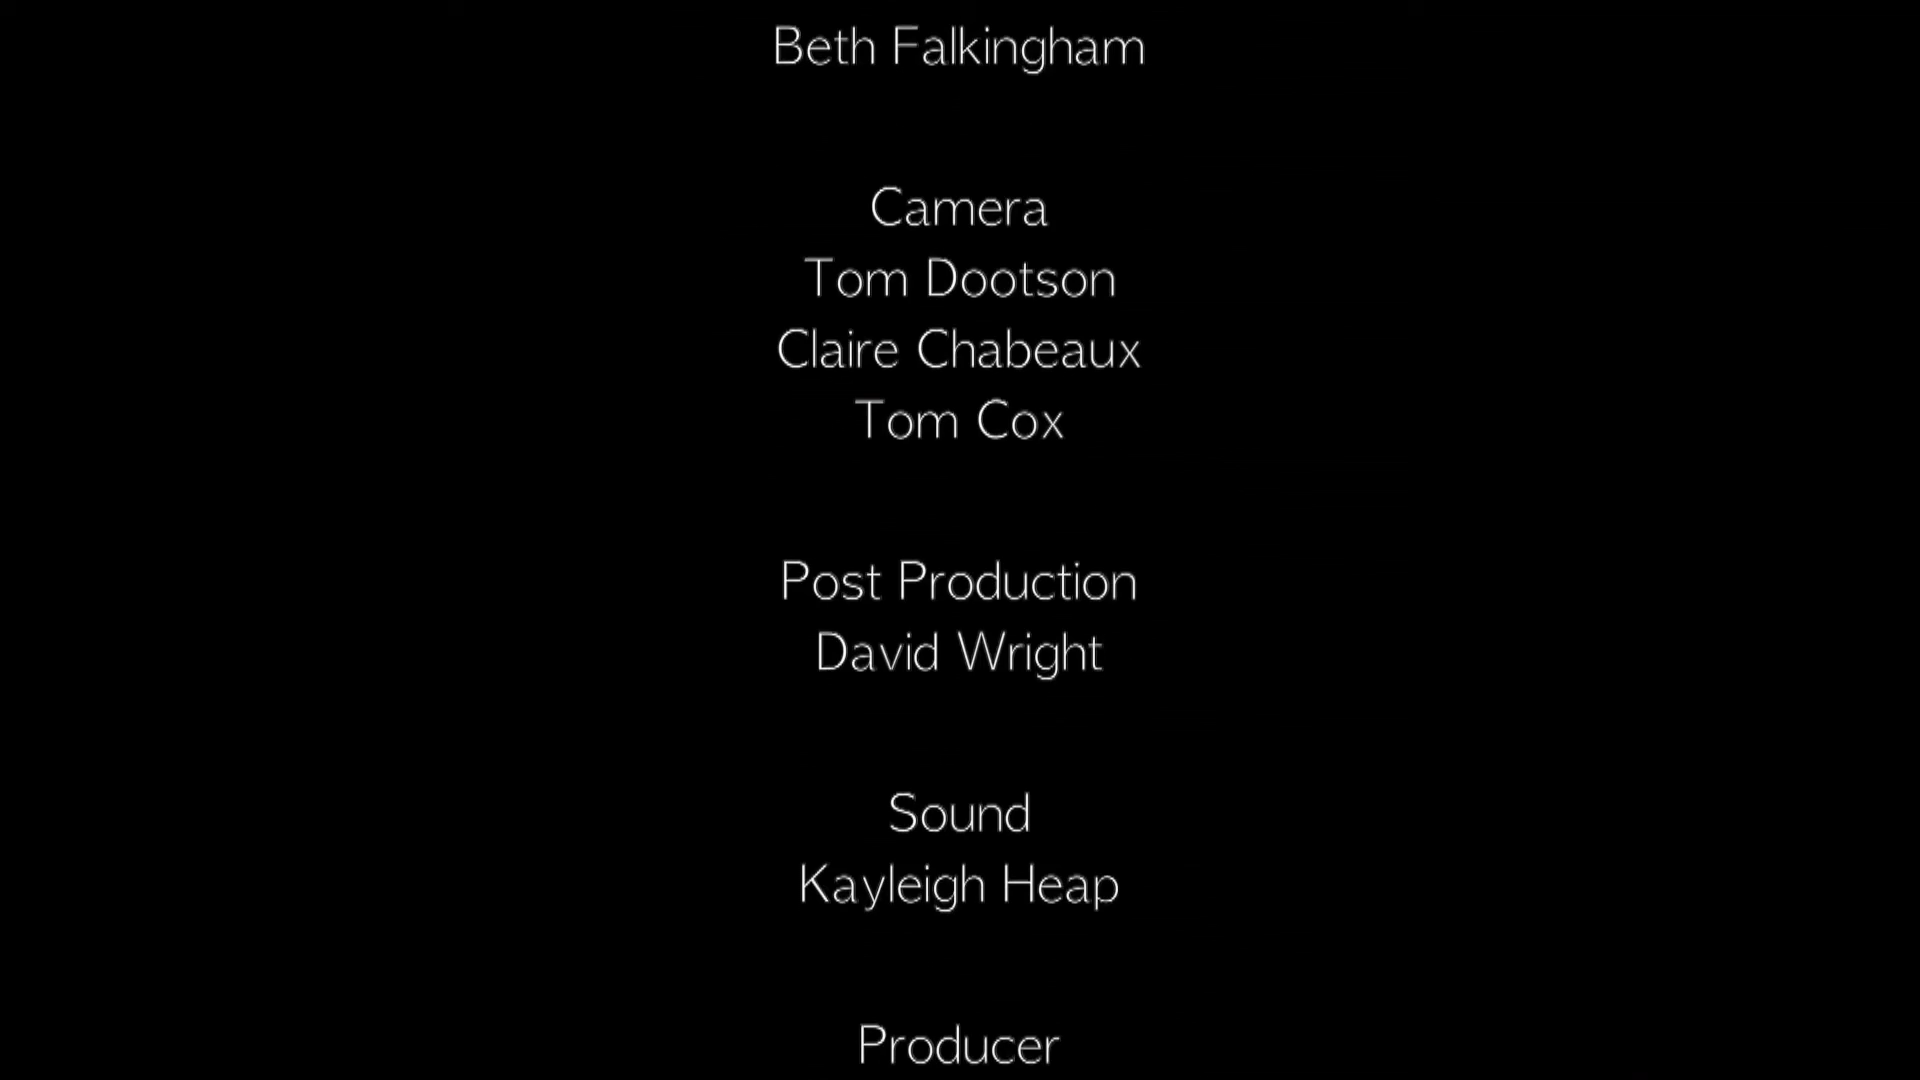 Beth Falkingham
Camera
Tom Dootson
Claire Chabeaux
Tom Cox
Post Production
David Wright
Sound
Kayleigh Heap
Producer